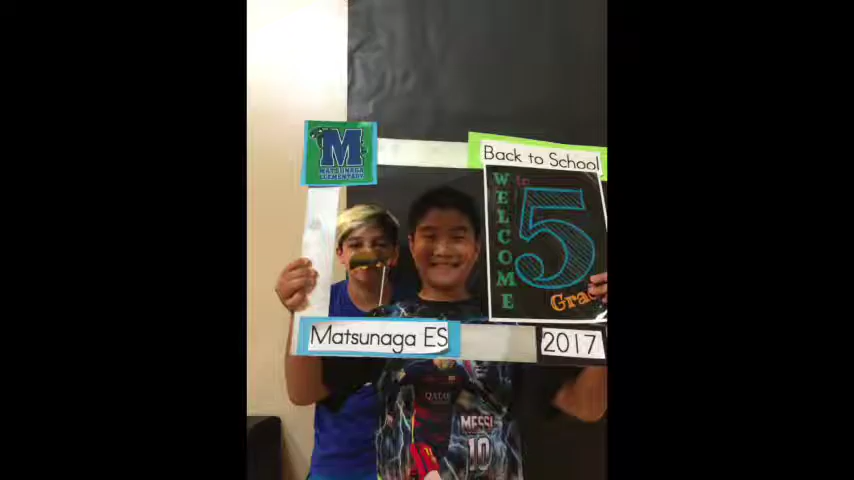 M
MATSUNAGA
ELEMENTARY
Back to School
WELCOME
to
5
Gra
Matsunaga ES
2017
QATAR
MESSI
10